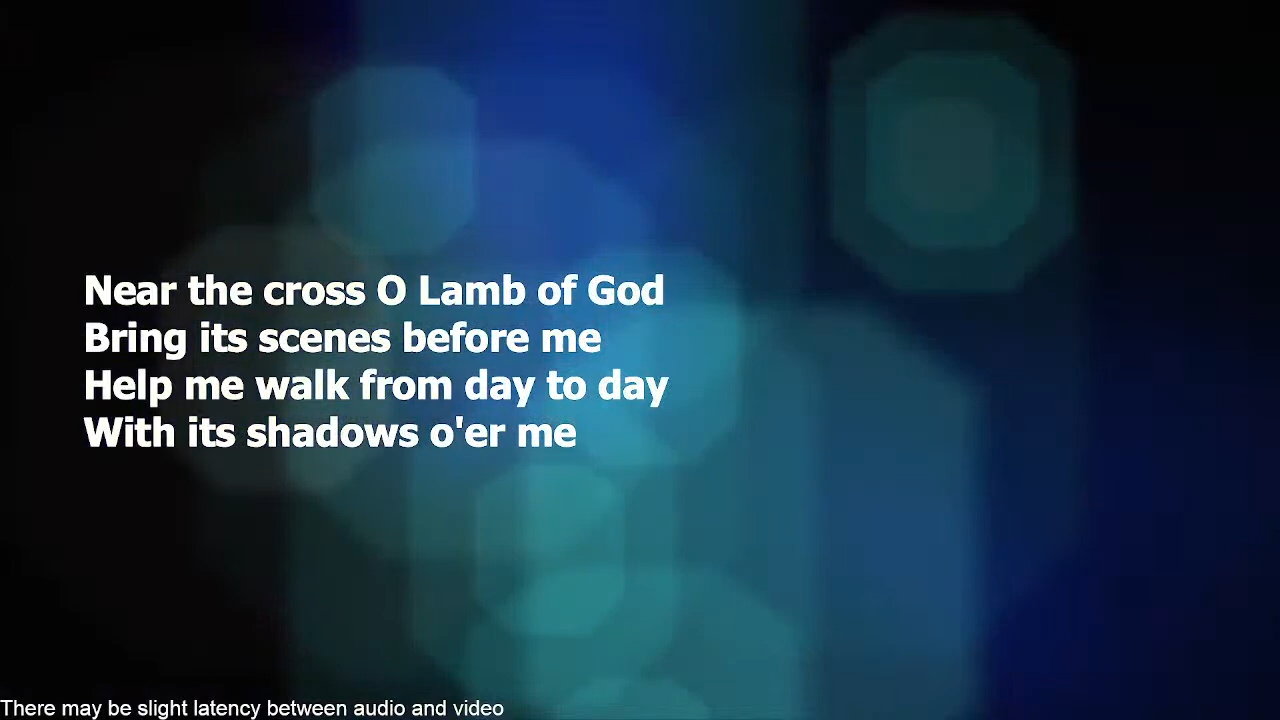 Near the cross O Lamb of God
Bring its scenes before me
Help me walk from day to day
With its shadows o'er me
There may be slight latency between audio and video